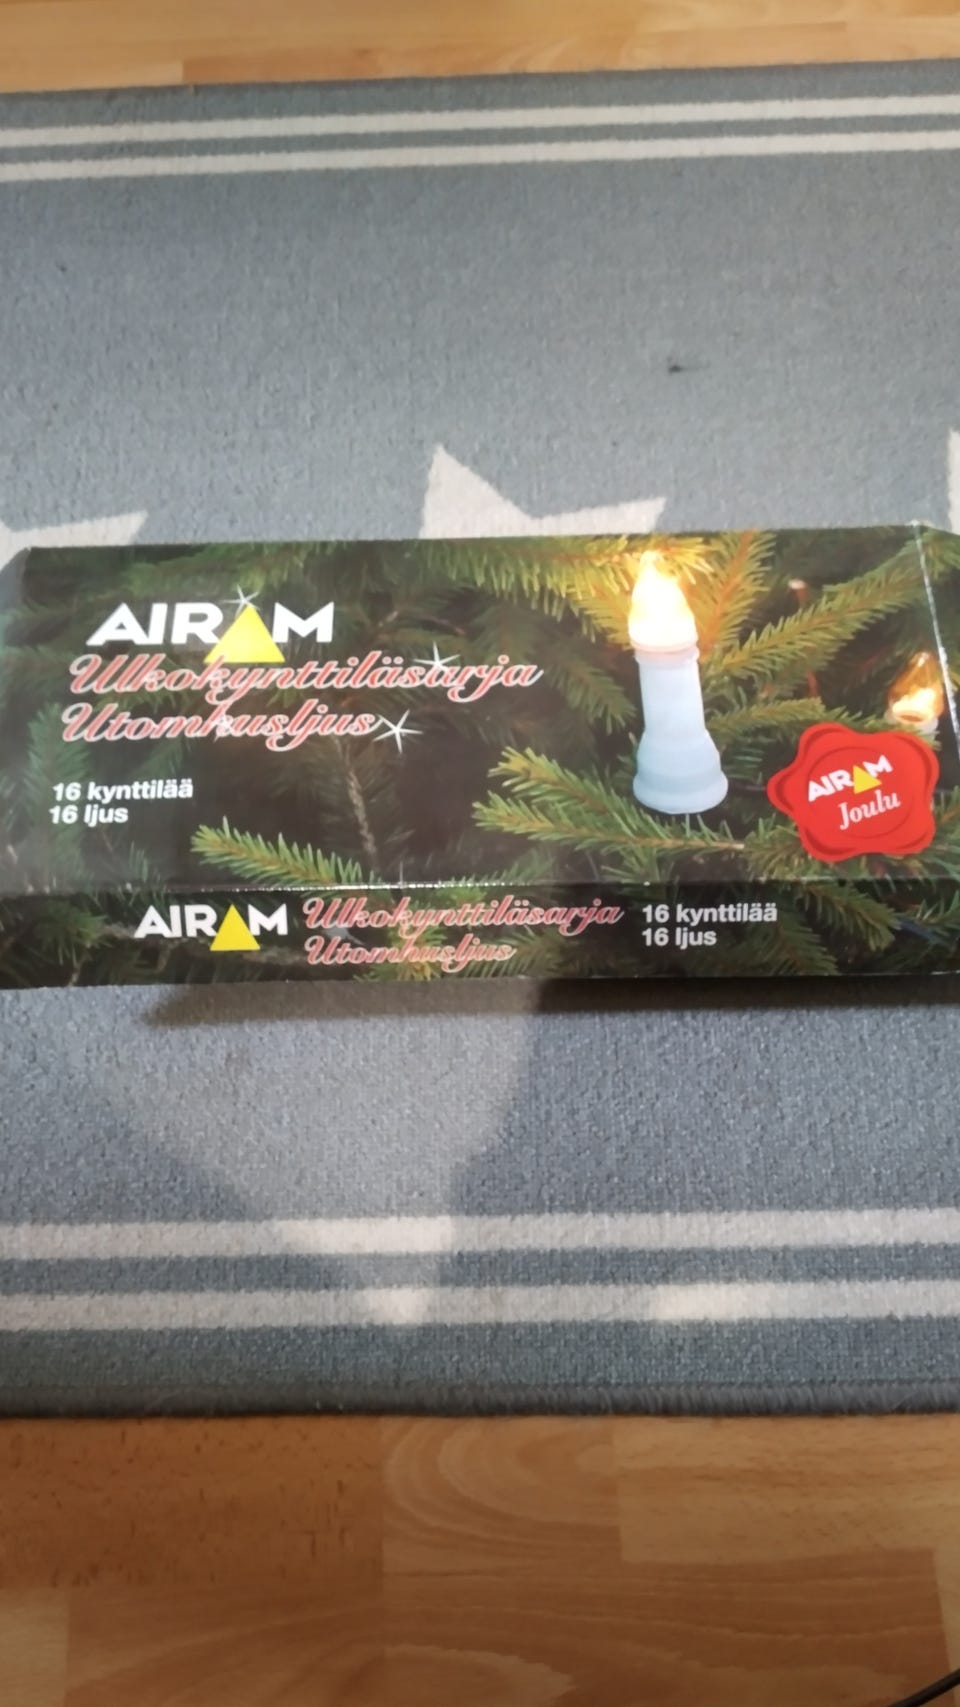 AIRAM
Ulkokynttiläsarja
Utomhusljus
16 kynttilää
16 ljus
AIRAM
Joulu
AIRAM
Ulkokynttiläsarja
Utomhusljus
16 kynttilää
16 ljus